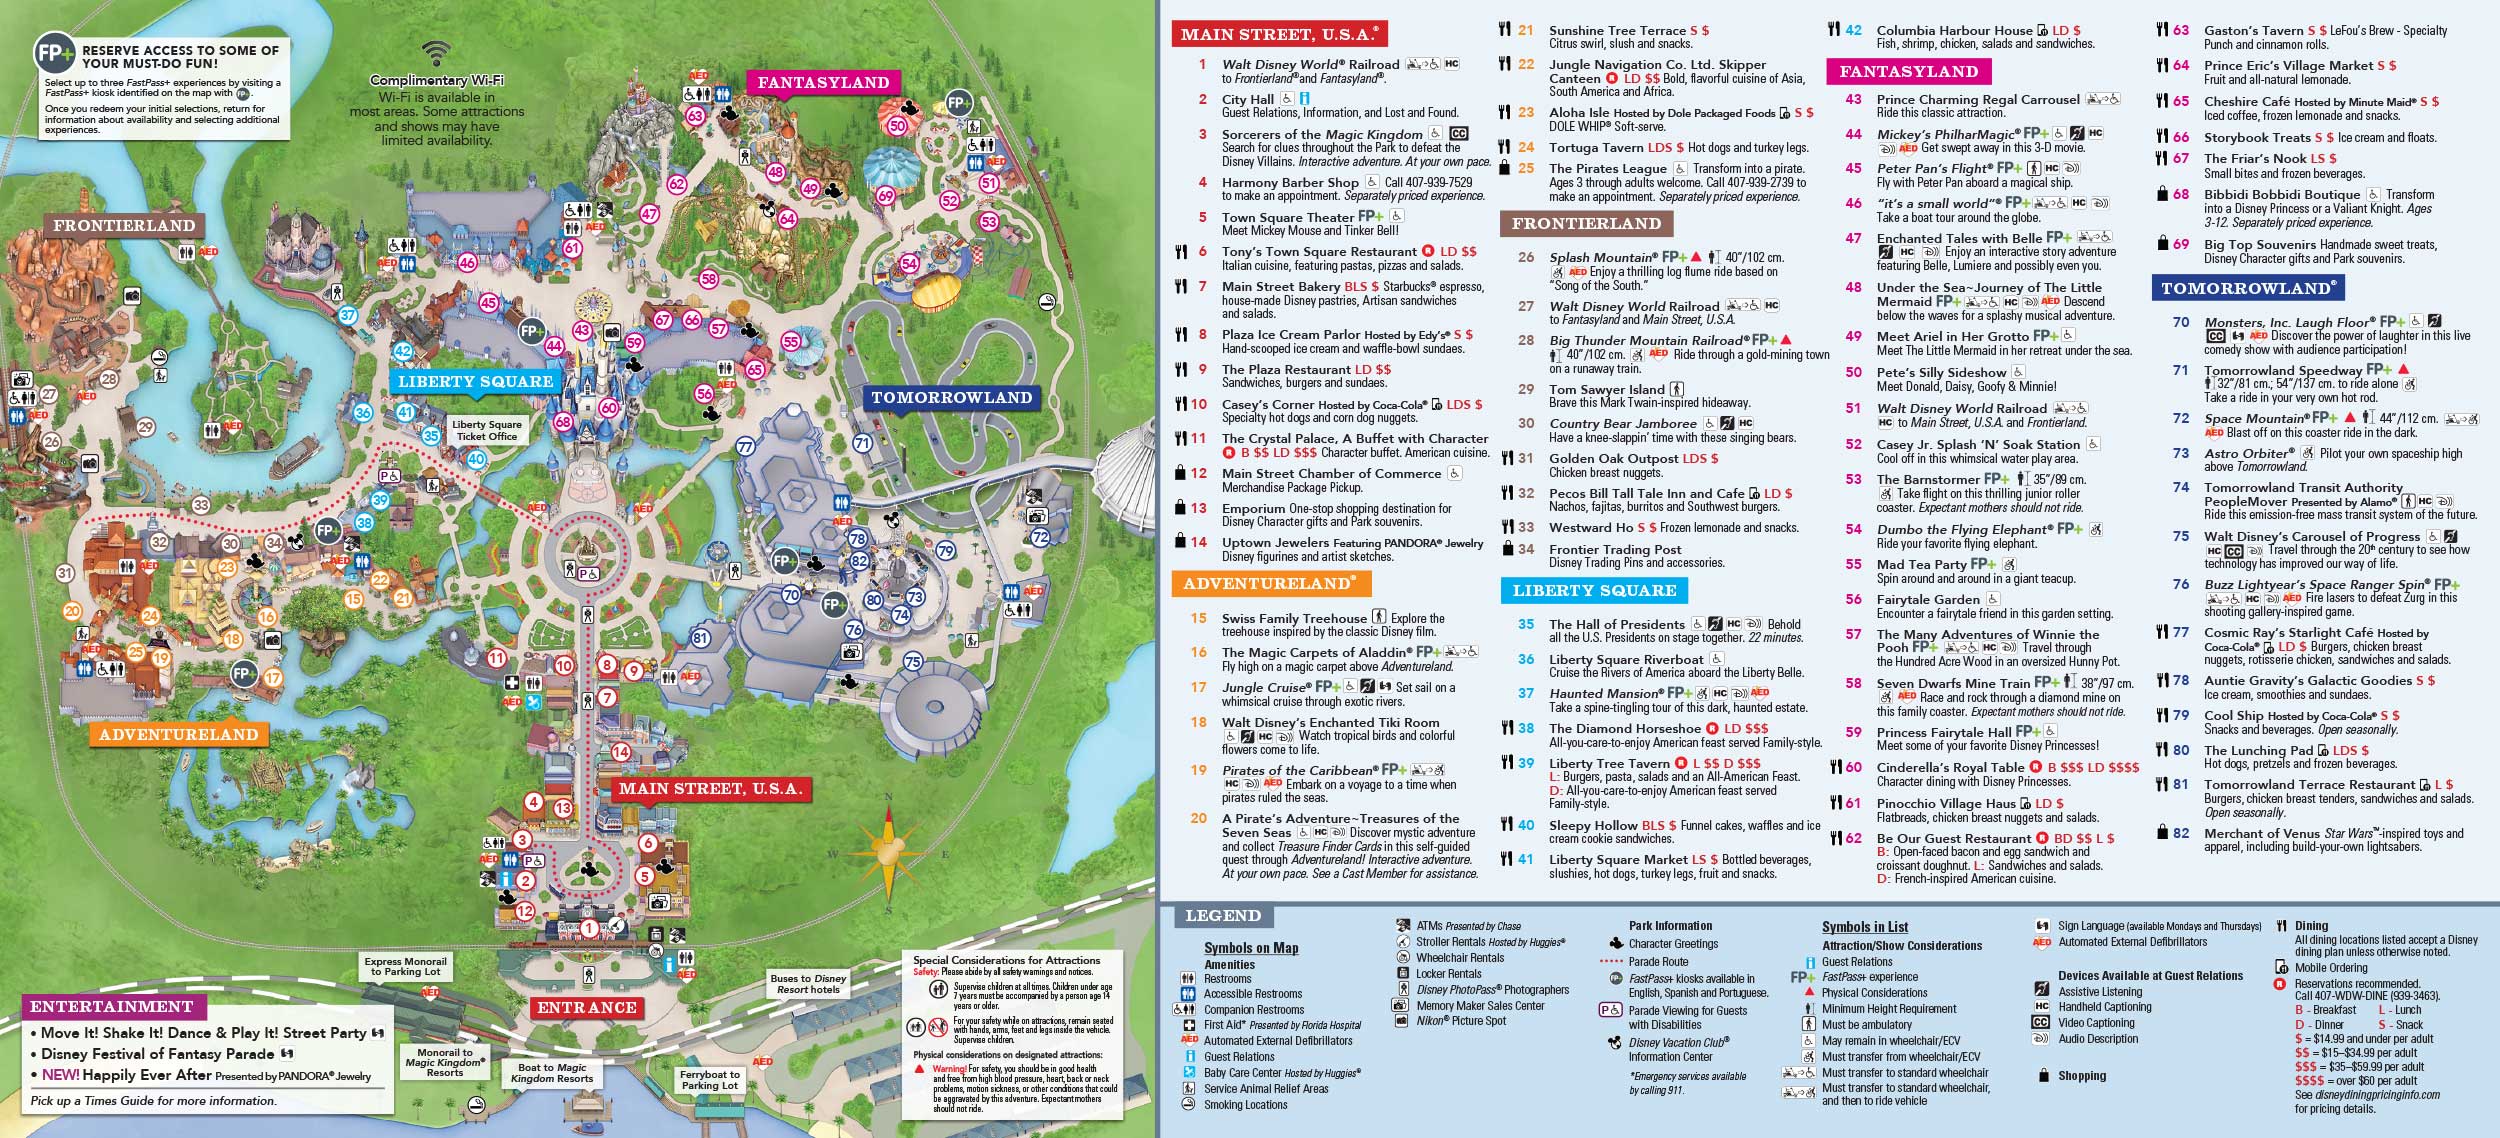 FP+ RESERVE ACCESS TO SOME OF
YOUR MUST-DO FUN!
Select up to three FastPass+ experiences by visiting a
FastPass+ kiosk identified on the map with FP+.
Once you redeem your initial selections, return for
information about availability and selecting additional
experiences.
Complimentary Wi-Fi
Wi-Fi is available in
most areas. Some attractions
and shows may have
limited availability.
FANTASYLAND
FRONTIERLAND
LIBERTY SQUARE
Liberty Square
Ticket Office
TOMORROWLAND
ADVENTURELAND
MAIN STREET, U.S.A.
ENTRANCE
N
W
E
S
Express Monorail
to Parking Lot
Monorail to
Magic Kingdom®
Resorts
Boat to Magic
Kingdom Resorts
Ferryboat to
Parking Lot
Buses to Disney
Resort hotels
ENTERTAINMENT
• Move It! Shake It! Dance & Play It! Street Party
• Disney Festival of Fantasy Parade
• NEW! Happily Ever After Presented by PANDORA® Jewelry
Pick up a Times Guide for more information.
Special Considerations for Attractions
Safety: Please abide by all safety warnings and notices.
Supervise children at all times. Children under age
7 years must be accompanied by a person age 14
years or older.
For your safety while on attractions, remain seated
with hands, arms, feet and legs inside the vehicle.
Supervise children.
Physical considerations on designated attractions:
Warning! For safety, you should be in good health
and free from high blood pressure, heart, back or neck
problems, motion sickness, or other conditions that could
be aggravated by this adventure. Expectant mothers
should not ride.
MAIN STREET, U.S.A.®
1 Walt Disney World® Railroad HC
to Frontierland® and Fantasyland®.
2 City Hall
Guest Relations, Information, and Lost and Found.
3 Sorcerers of the Magic Kingdom CC
Search for clues throughout the Park to defeat the
Disney Villains. Interactive adventure. At your own pace.
4 Harmony Barber Shop Call 407-939-7529
to make an appointment. Separately priced experience.
5 Town Square Theater FP+
Meet Mickey Mouse and Tinker Bell!
6 Tony's Town Square Restaurant R LD $$
Italian cuisine, featuring pastas, pizzas and salads.
7 Main Street Bakery BLS $ Starbucks® espresso,
house-made Disney pastries, Artisan sandwiches
and salads.
8 Plaza Ice Cream Parlor Hosted by Edy's® S $
Hand-scooped ice cream and waffle-bowl sundaes.
9 The Plaza Restaurant LD $$
Sandwiches, burgers and sundaes.
10 Casey's Corner Hosted by Coca-Cola® LDS $
Specialty hot dogs and corn dog nuggets.
11 The Crystal Palace, A Buffet with Character
R B $$ LD $$$ Character buffet. American cuisine.
12 Main Street Chamber of Commerce
Merchandise Package Pickup.
13 Emporium One-stop shopping destination for
Disney Character gifts and Park souvenirs.
14 Uptown Jewelers Featuring PANDORA® Jewelry
Disney figurines and artist sketches.
ADVENTURELAND®
15 Swiss Family Treehouse Explore the
treehouse inspired by the classic Disney film.
16 The Magic Carpets of Aladdin® FP+
Fly high on a magic carpet above Adventureland.
17 Jungle Cruise® FP+ Set sail on a
whimsical cruise through exotic rivers.
18 Walt Disney's Enchanted Tiki Room
HC Watch tropical birds and colorful
flowers come to life.
19 Pirates of the Caribbean® FP+
HC AED Embark on a voyage to a time when
pirates ruled the seas.
20 A Pirate's Adventure~Treasures of the
Seven Seas HC Discover mystic adventure
and collect Treasure Finder Cards in this self-guided
quest through Adventureland! Interactive adventure.
At your own pace. See a Cast Member for assistance.
21 Sunshine Tree Terrace S $
Citrus swirl, slush and snacks.
22 Jungle Navigation Co. Ltd. Skipper
Canteen R LD $$ Bold, flavorful cuisine of Asia,
South America and Africa.
23 Aloha Isle Hosted by Dole Packaged Foods S $
DOLE WHIP® Soft-serve.
24 Tortuga Tavern LDS $ Hot dogs and turkey legs.
25 The Pirates League Transform into a pirate.
Ages 3 through adults welcome. Call 407-939-2739 to
make an appointment. Separately priced experience.
FRONTIERLAND
26 Splash Mountain® FP+ 40"/102 cm.
AED Enjoy a thrilling log flume ride based on
"Song of the South."
27 Walt Disney World Railroad HC
to Fantasyland and Main Street, U.S.A.
28 Big Thunder Mountain Railroad® FP+
40"/102 cm. AED Ride through a gold-mining town
on a runaway train.
29 Tom Sawyer Island
Brave this Mark Twain-inspired hideaway.
30 Country Bear Jamboree HC
Have a knee-slappin' time with these singing bears.
31 Golden Oak Outpost LDS $
Chicken breast nuggets.
32 Pecos Bill Tall Tale Inn and Cafe LD $
Nachos, fajitas, burritos and Southwest burgers.
33 Westward Ho S $ Frozen lemonade and snacks.
34 Frontier Trading Post
Disney Trading Pins and accessories.
LIBERTY SQUARE
35 The Hall of Presidents HC Behold
all the U.S. Presidents on stage together. 22 minutes.
36 Liberty Square Riverboat
Cruise the Rivers of America aboard the Liberty Belle.
37 Haunted Mansion® FP+ HC AED
Take a spine-tingling tour of this dark, haunted estate.
38 The Diamond Horseshoe R LD $$$
All-you-care-to-enjoy American feast served Family-style.
39 Liberty Tree Tavern R L $$ D $$$
L: Burgers, pasta, salads and an All-American Feast.
D: All-you-care-to-enjoy American feast served
Family-style.
40 Sleepy Hollow BLS $ Funnel cakes, waffles and ice
cream cookie sandwiches.
41 Liberty Square Market LS $ Bottled beverages,
slushies, hot dogs, turkey legs, fruit and snacks.
42 Columbia Harbour House LD $
Fish, shrimp, chicken, salads and sandwiches.
FANTASYLAND
43 Prince Charming Regal Carrousel
Ride this classic attraction.
44 Mickey's PhilharMagic® FP+ HC
AED Get swept away in this 3-D movie.
45 Peter Pan's Flight® FP+ HC
Fly with Peter Pan aboard a magical ship.
46 "it's a small world"® FP+ HC
Take a boat tour around the globe.
47 Enchanted Tales with Belle FP+
HC Enjoy an interactive story adventure
featuring Belle, Lumiere and possibly even you.
48 Under the Sea~Journey of The Little
Mermaid FP+ HC AED Descend
below the waves for a splashy musical adventure.
49 Meet Ariel in Her Grotto FP+
Meet The Little Mermaid in her retreat under the sea.
50 Pete's Silly Sideshow
Meet Donald, Daisy, Goofy & Minnie!
51 Walt Disney World Railroad
HC to Main Street, U.S.A. and Frontierland.
52 Casey Jr. Splash 'N' Soak Station
Cool off in this whimsical water play area.
53 The Barnstormer FP+ 35"/89 cm.
Take flight on this thrilling junior roller
coaster. Expectant mothers should not ride.
54 Dumbo the Flying Elephant® FP+
Ride your favorite flying elephant.
55 Mad Tea Party FP+
Spin around and around in a giant teacup.
56 Fairytale Garden
Encounter a fairytale friend in this garden setting.
57 The Many Adventures of Winnie the
Pooh FP+ HC Travel through
the Hundred Acre Wood in an oversized Hunny Pot.
58 Seven Dwarfs Mine Train FP+ 38"/97 cm.
AED Race and rock through a diamond mine on
this family coaster. Expectant mothers should not ride.
59 Princess Fairytale Hall FP+
Meet some of your favorite Disney Princesses!
60 Cinderella's Royal Table R B $$$ LD $$$$
Character dining with Disney Princesses.
61 Pinocchio Village Haus LD $
Flatbreads, chicken breast nuggets and salads.
62 Be Our Guest Restaurant R BD $$ L $
B: Open-faced bacon and egg sandwich and
croissant doughnut. L: Sandwiches and salads.
D: French-inspired American cuisine.
63 Gaston's Tavern S $ LeFou's Brew - Specialty
Punch and cinnamon rolls.
64 Prince Eric's Village Market S $
Fruit and all-natural lemonade.
65 Cheshire Café Hosted by Minute Maid® S $
Iced coffee, frozen lemonade and snacks.
66 Storybook Treats S $ Ice cream and floats.
67 The Friar's Nook LS $
Small bites and frozen beverages.
68 Bibbidi Bobbidi Boutique Transform
into a Disney Princess or a Valiant Knight. Ages
3-12. Separately priced experience.
69 Big Top Souvenirs Handmade sweet treats,
Disney Character gifts and Park souvenirs.
TOMORROWLAND®
70 Monsters, Inc. Laugh Floor® FP+
CC AED Discover the power of laughter in this live
comedy show with audience participation!
71 Tomorrowland Speedway FP+
32"/81 cm.; 54"/137 cm. to ride alone
Take a ride in your very own hot rod.
72 Space Mountain® FP+ 44"/112 cm.
AED Blast off on this coaster ride in the dark.
73 Astro Orbiter® Pilot your own spaceship high
above Tomorrowland.
74 Tomorrowland Transit Authority
PeopleMover Presented by Alamo® HC
Ride this emission-free mass transit system of the future.
75 Walt Disney's Carousel of Progress
HC CC Travel through the 20th century to see how
technology has improved our way of life.
76 Buzz Lightyear's Space Ranger Spin® FP+
HC AED Fire lasers to defeat Zurg in this
shooting gallery-inspired game.
77 Cosmic Ray's Starlight Café Hosted by
Coca-Cola® LD $ Burgers, chicken breast
nuggets, rotisserie chicken, sandwiches and salads.
78 Auntie Gravity's Galactic Goodies S $
Ice cream, smoothies and sundaes.
79 Cool Ship Hosted by Coca-Cola® S $
Snacks and beverages. Open seasonally.
80 The Lunching Pad LDS $
Hot dogs, pretzels and frozen beverages.
81 Tomorrowland Terrace Restaurant L $
Burgers, chicken breast tenders, sandwiches and salads.
Open seasonally.
82 Merchant of Venus Star Wars™-inspired toys and
apparel, including build-your-own lightsabers.
LEGEND
Symbols on Map
Amenities
Restrooms
Accessible Restrooms
Companion Restrooms
First Aid* Presented by Florida Hospital
AED Automated External Defibrillators
Guest Relations
Baby Care Center Hosted by Huggies®
Service Animal Relief Areas
Smoking Locations
ATMs Presented by Chase
Stroller Rentals Hosted by Huggies®
Wheelchair Rentals
Locker Rentals
Disney PhotoPass® Photographers
Memory Maker Sales Center
Nikon® Picture Spot
Park Information
Character Greetings
Parade Route
FastPass+ kiosks available in
English, Spanish and Portuguese.
Parade Viewing for Guests
with Disabilities
Disney Vacation Club®
Information Center
*Emergency services available
by calling 911.
Symbols in List
Attraction/Show Considerations
Guest Relations
FP+ FastPass+ experience
Physical Considerations
Minimum Height Requirement
Must be ambulatory
May remain in wheelchair/ECV
Must transfer from wheelchair/ECV
Must transfer to standard wheelchair
Must transfer to standard wheelchair,
and then to ride vehicle
Sign Language (available Mondays and Thursdays)
AED Automated External Defibrillators
Devices Available at Guest Relations
Assistive Listening
HC Handheld Captioning
CC Video Captioning
Audio Description
Shopping
Dining
All dining locations listed accept a Disney
dining plan unless otherwise noted.
Mobile Ordering
R Reservations recommended.
Call 407-WDW-DINE (939-3463).
B - Breakfast L - Lunch
D - Dinner S - Snack
$ = $14.99 and under per adult
$$ = $15–$34.99 per adult
$$$ = $35–$59.99 per adult
$$$$ = over $60 per adult
See disneydiningpricinginfo.com
for pricing details.